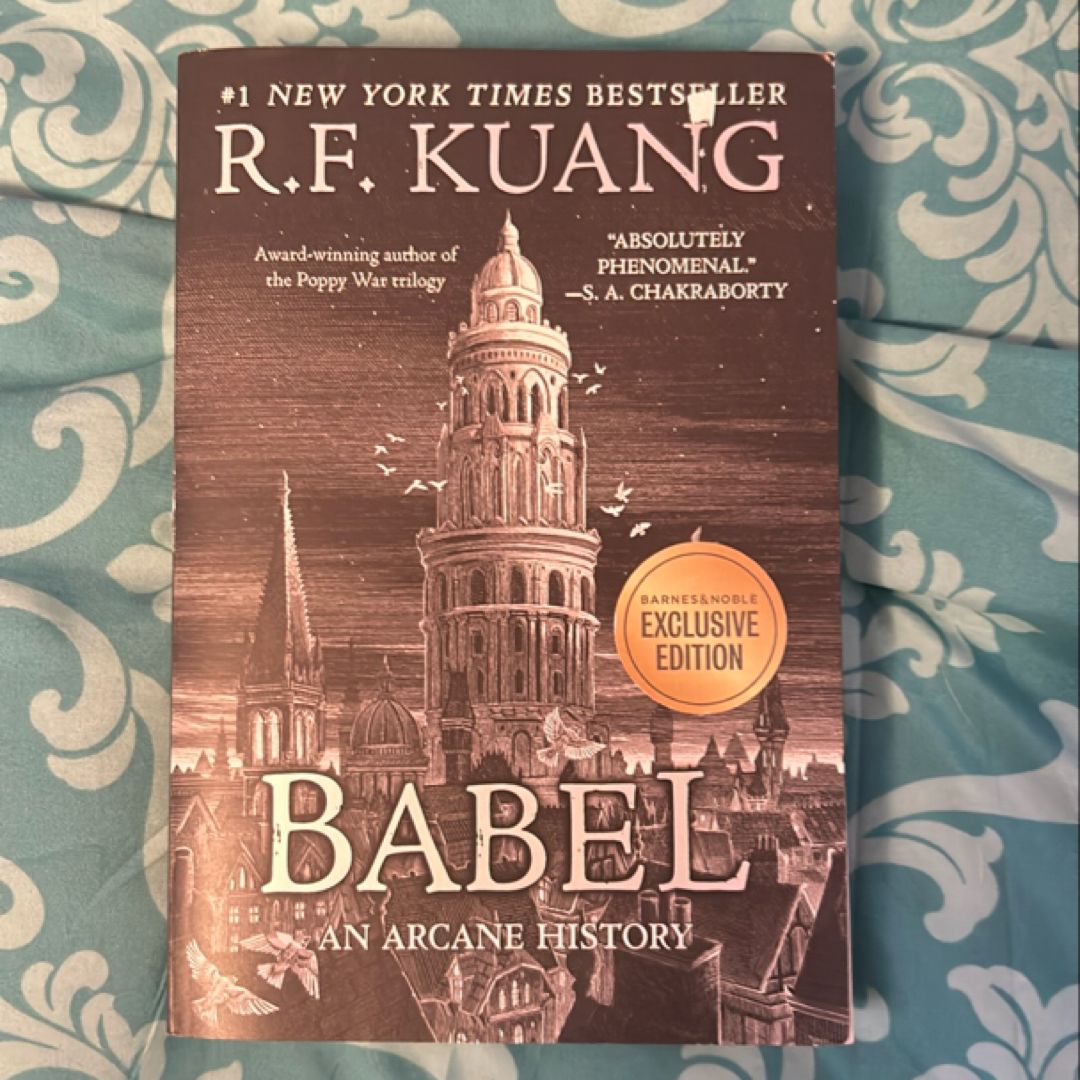 #1 NEW YORK TIMES BESTSELLER
R.F. KUANG
Award-winning author of
the Poppy War trilogy
"ABSOLUTELY
PHENOMENAL."
—S. A. CHAKRABORTY
BARNES&NOBLE
EXCLUSIVE
EDITION
BABEL
AN ARCANE HISTORY